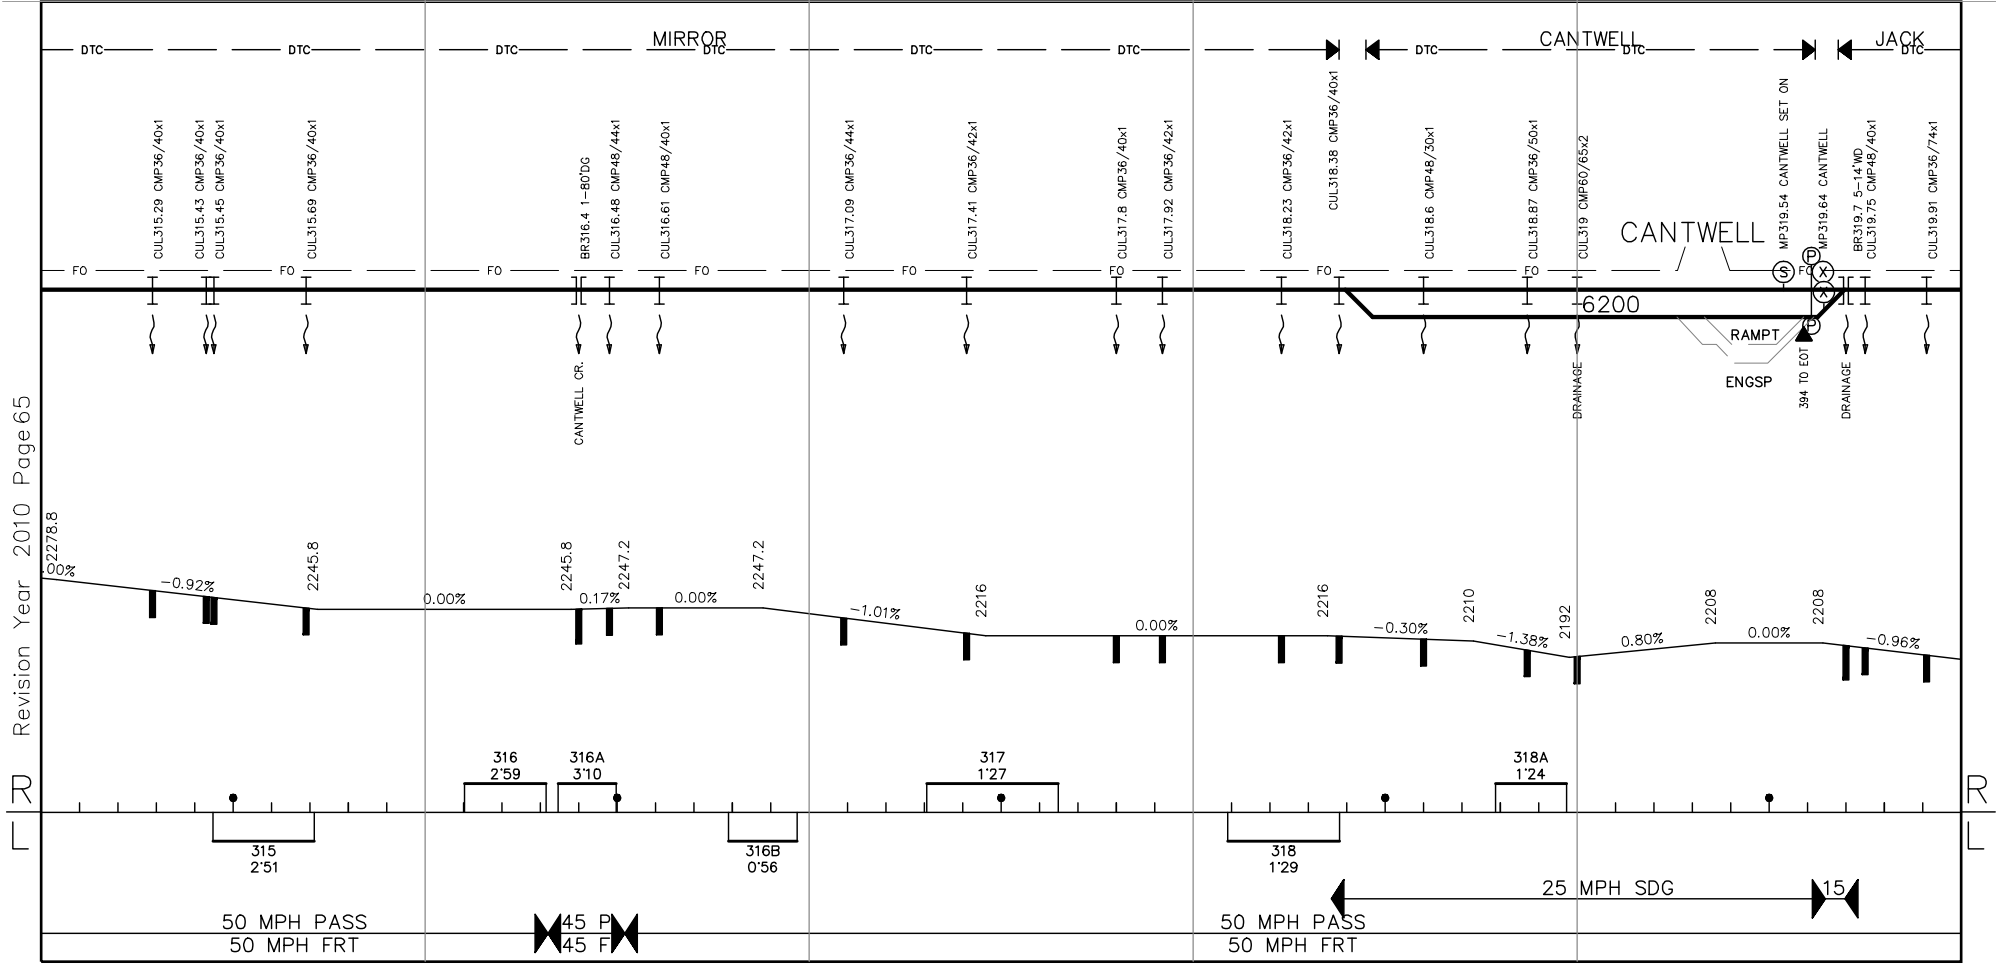 MIRROR CANTWELL JACK
DTC DTC DTC DTC DTC DTC DTC DTC DTC
CUL315.29 CMP36/40x1
CUL315.43 CMP36/40x1
CUL315.45 CMP36/40x1
CUL315.69 CMP36/40x1
BR316.4 1-80'DG
CUL316.48 CMP48/44x1
CUL316.61 CMP48/40x1
CUL317.09 CMP36/44x1
CUL317.41 CMP36/42x1
CUL317.8 CMP36/40x1
CUL317.92 CMP36/42x1
CUL318.23 CMP36/42x1
CUL318.38 CMP36/40x1
CUL318.6 CMP48/30x1
CUL318.87 CMP36/50x1
CUL319 CMP60/65x2
MP319.54 CANTWELL SET ON
MP319.64 CANTWELL
BR319.7 5-14'WD
CUL319.75 CMP48/40x1
CUL319.91 CMP36/74x1
CANTWELL
FO FO FO FO FO FO FO FO FO
S P X
X
6200
P
RAMPT
ENGSP
394 TO EOT
CANTWELL CR.
DRAINAGE
DRAINAGE
Revision Year 2010 Page 65
2278.8
2245.8
2245.8
2247.2
2247.2
2216
2216
2210
2192
2208
2208
.00% -0.92% 0.00% 0.17% 0.00% -1.01% 0.00% -0.30% -1.38% 0.80% 0.00% -0.96%
316
2°59
316A
3°10
317
1°27
318A
1°24
R R
L L
315
2°51
316B
0°56
318
1°29
25 MPH SDG 15
50 MPH PASS 45 P 50 MPH PASS
50 MPH FRT 45 F 50 MPH FRT